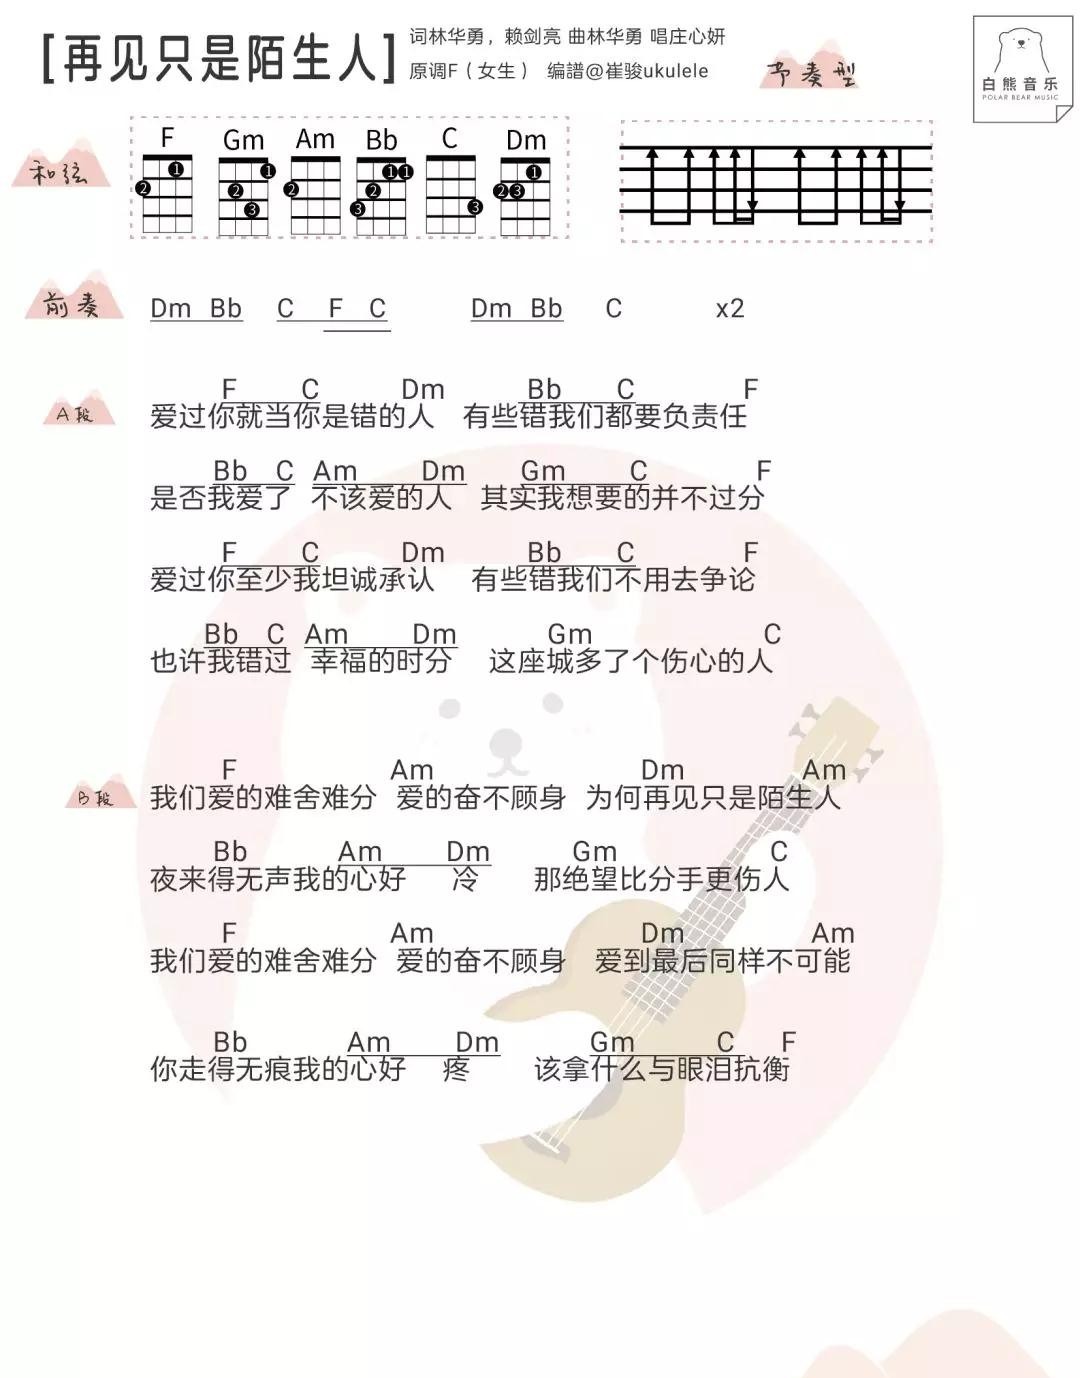 [再见只是陌生人]
词林华勇，赖剑亮 曲林华勇 唱庄心妍
原调F（女生） 编譜@崔骏ukulele
节奏型
白熊音乐
POLAR BEAR MUSIC
和弦
F Gm Am Bb C Dm
2 1 2 1 3 2 1 1 2 3 3 1 2 3
前奏 Dm Bb C F C Dm Bb C x2
F C Dm Bb C F
A段 爱过你就当你是错的人 有些错我们都要负责任
Bb C Am Dm Gm C F
是否我爱了 不该爱的人 其实我想要的并不过分
F C Dm Bb C F
爱过你至少我坦诚承认 有些错我们不用去争论
Bb C Am Dm Gm C
也许我错过 幸福的时分 这座城多了个伤心的人
F Am Dm Am
B段 我们爱的难舍难分 爱的奋不顾身 为何再见只是陌生人
Bb Am Dm Gm C
夜来得无声我的心好 冷 那绝望比分手更伤人
F Am Dm Am
我们爱的难舍难分 爱的奋不顾身 爱到最后同样不可能
Bb Am Dm Gm C F
你走得无痕我的心好 疼 该拿什么与眼泪抗衡